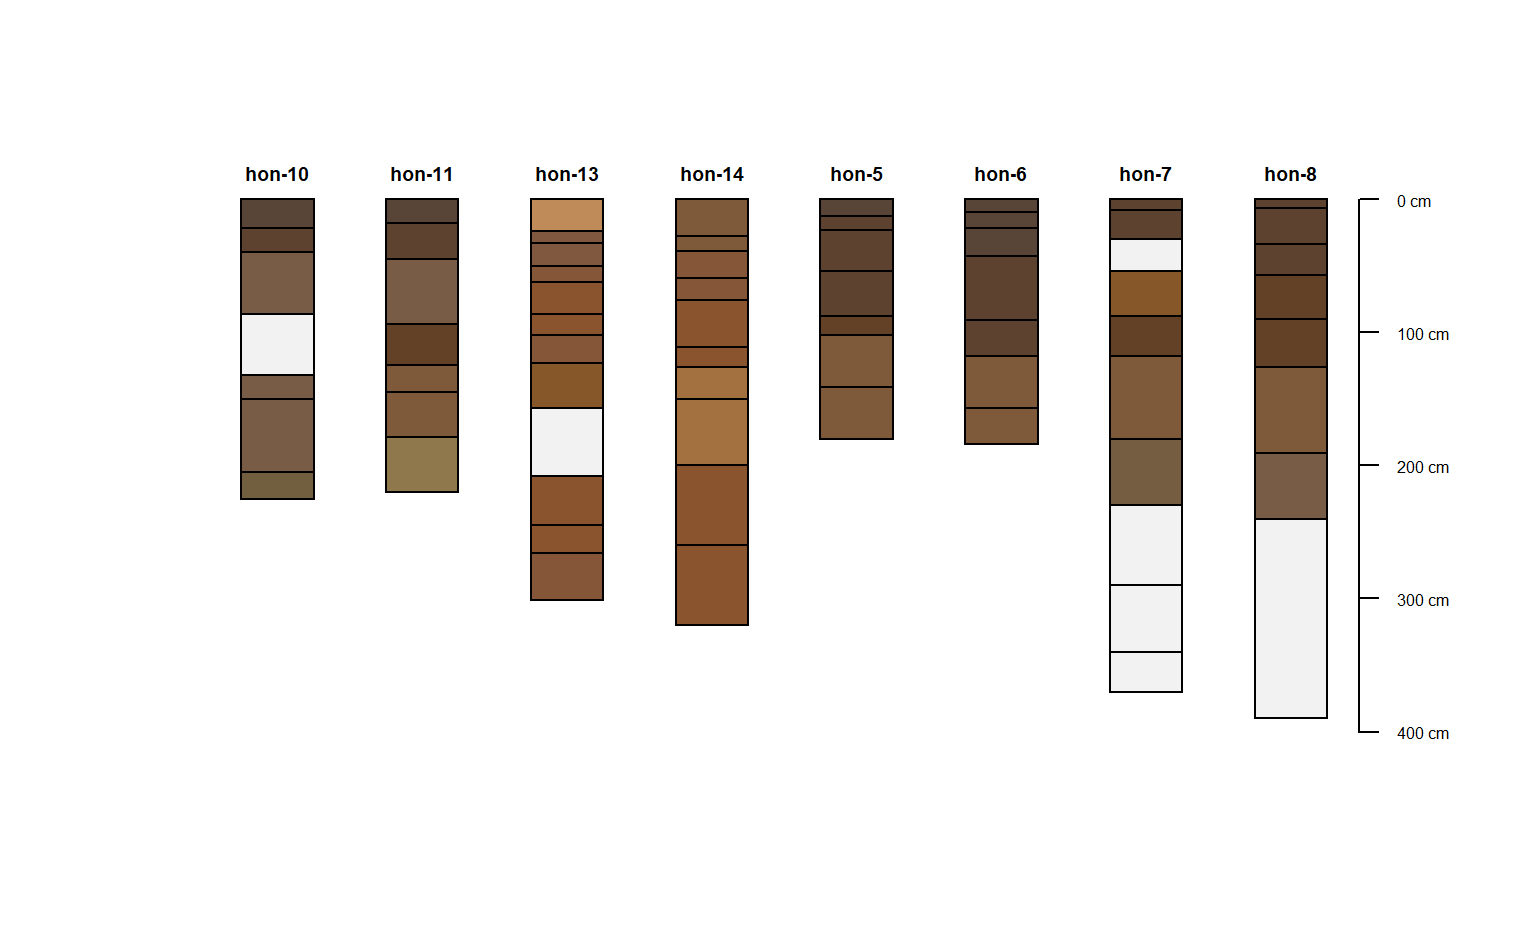 hon-10 hon-11 hon-13 hon-14 hon-5 hon-6 hon-7 hon-8
0 cm
100 cm
200 cm
300 cm
400 cm